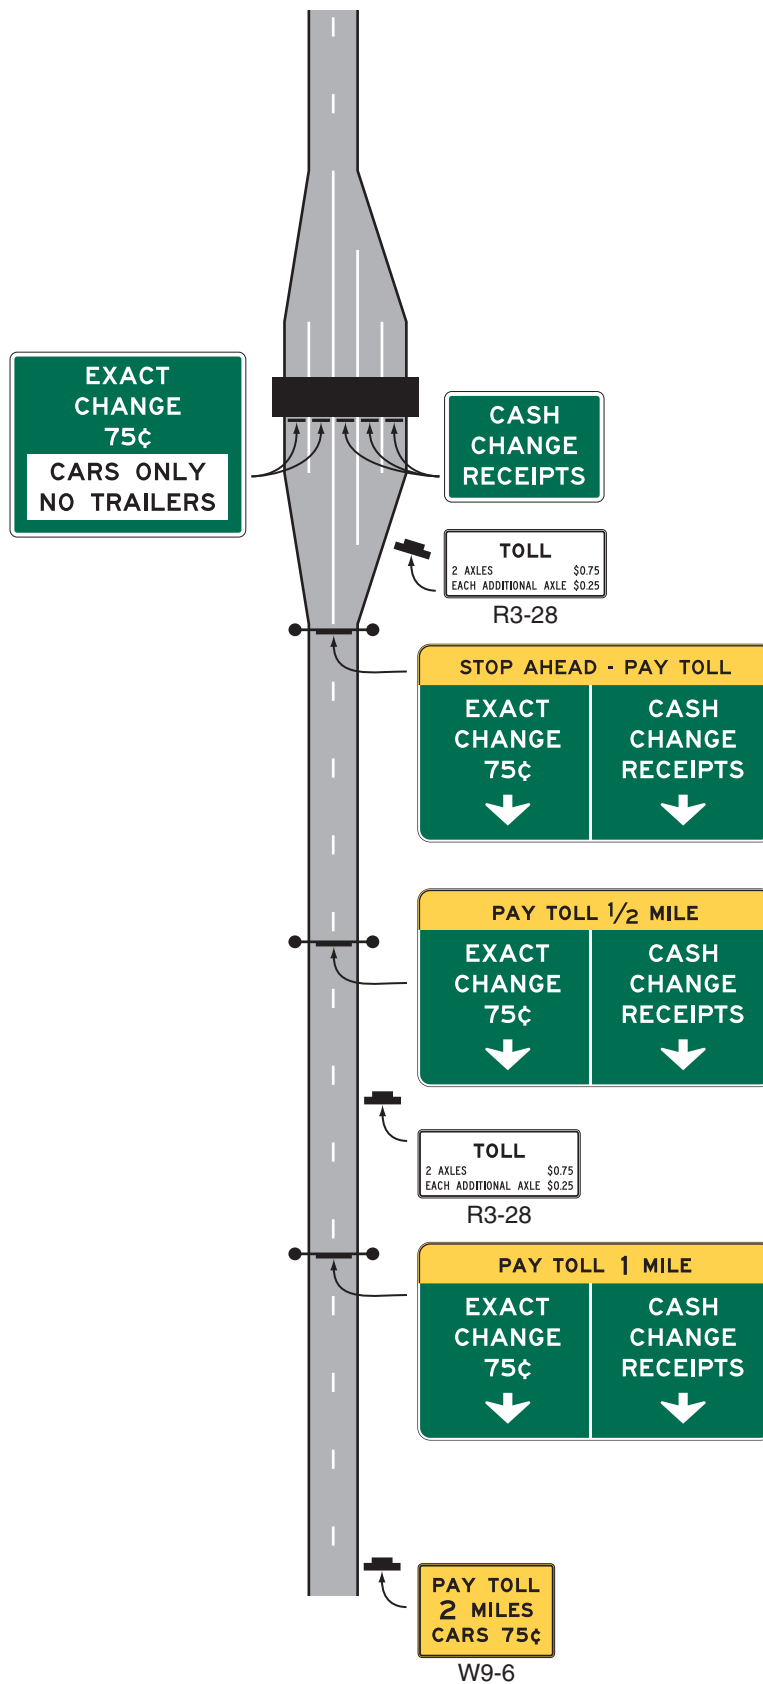 EXACT
CHANGE
75¢
CARS ONLY
NO TRAILERS
CASH
CHANGE
RECEIPTS
TOLL
2 AXLES $0.75
EACH ADDITIONAL AXLE $0.25
R3-28
STOP AHEAD - PAY TOLL
EXACT
CHANGE
75¢
CASH
CHANGE
RECEIPTS
PAY TOLL 1/2 MILE
EXACT
CHANGE
75¢
CASH
CHANGE
RECEIPTS
TOLL
2 AXLES $0.75
EACH ADDITIONAL AXLE $0.25
R3-28
PAY TOLL 1 MILE
EXACT
CHANGE
75¢
CASH
CHANGE
RECEIPTS
PAY TOLL
2 MILES
CARS 75¢
W9-6